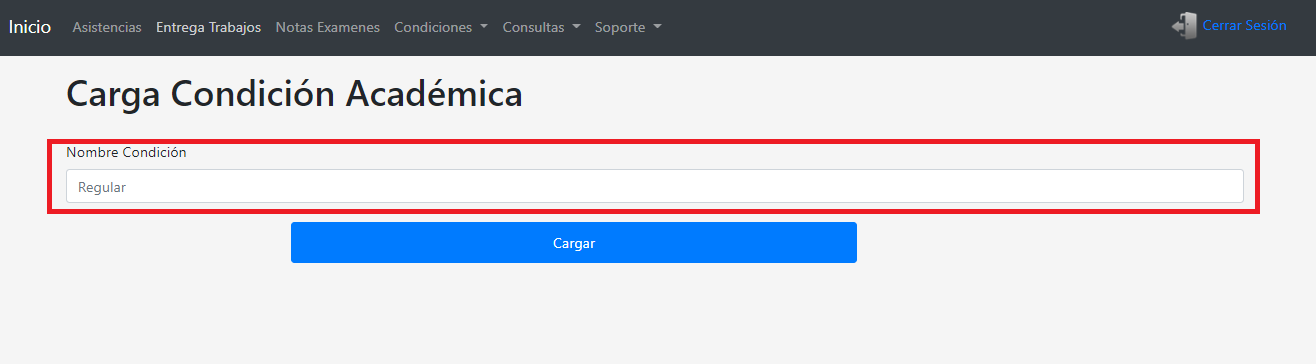 Inicio Asistencias Entrega Trabajos Notas Examenes Condiciones Consultas Soporte Cerrar Sesión
Carga Condición Académica
Nombre Condición
Regular
Cargar